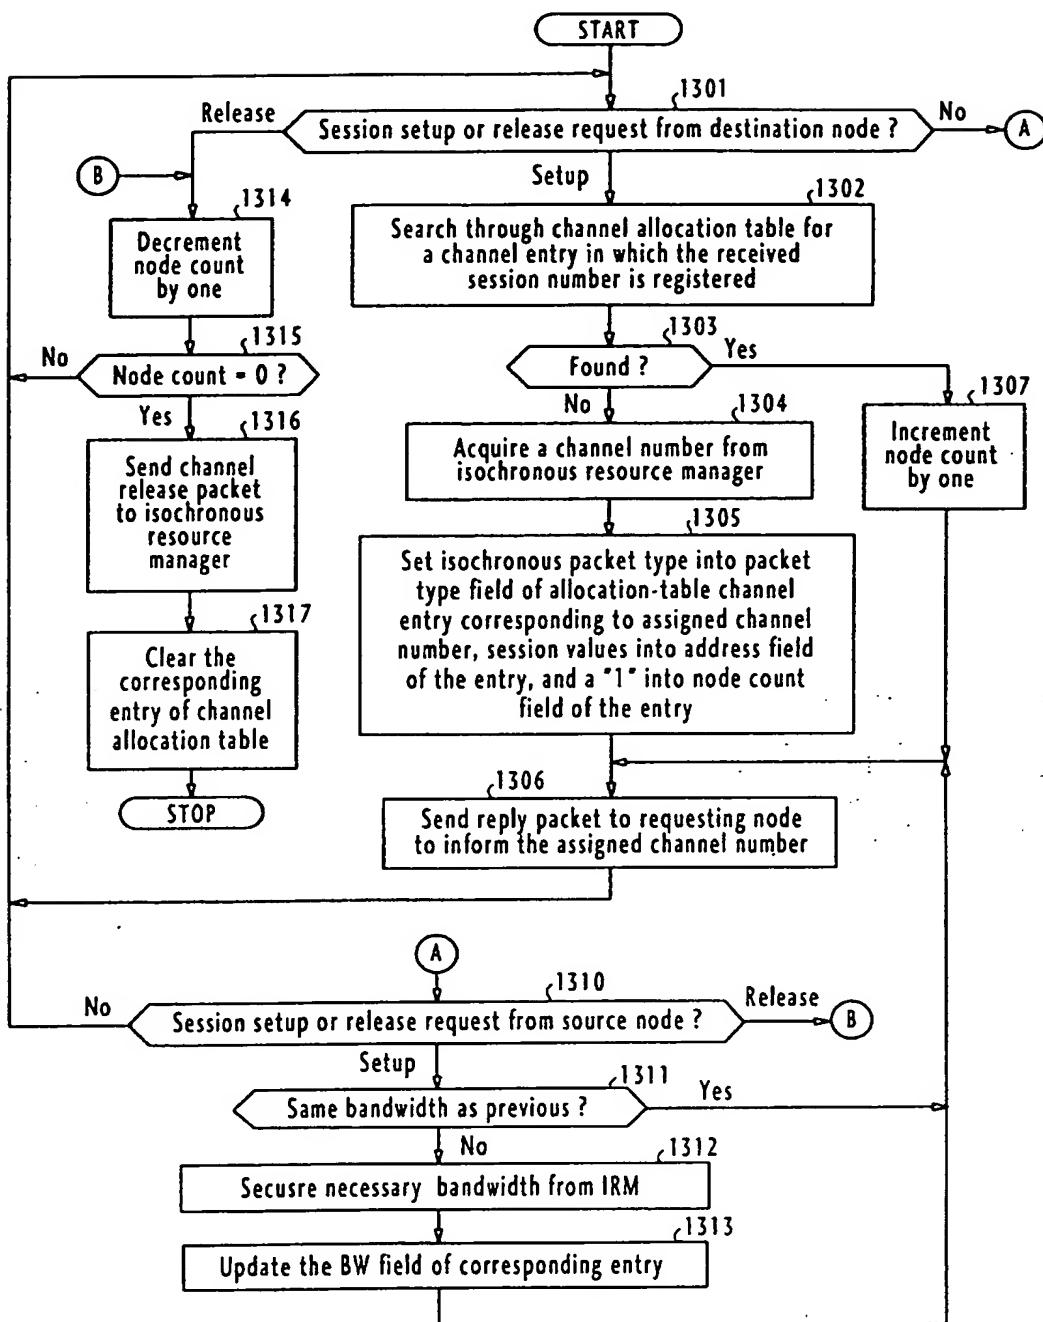 START
1301
Release
Session setup or release request from destination node ?
No
A
B
Setup
1314
1302
Decrement
node count
by one
Search through channel allocation table for
a channel entry in which the received
session number is registered
1315
1303
No
Node count = 0 ?
Found ?
Yes
Yes
1316
No
1304
1307
Send channel
release packet
to isochronous
resource
manager
Acquire a channel number from
isochronous resource manager
Increment
node count
by one
1305
Set isochronous packet type into packet
type field of allocation-table channel
entry corresponding to assigned channel
number, session values into address field
of the entry, and a "1" into node count
field of the entry
1317
Clear the
corresponding
entry of channel
allocation table
STOP
1306
Send reply packet to requesting node
to inform the assigned channel number
A
1310
No
Session setup or release request from source node ?
Release
B
Setup
1311
Same bandwidth as previous ?
Yes
No
1312
Secusre necessary bandwidth from IRM
1313
Update the BW field of corresponding entry